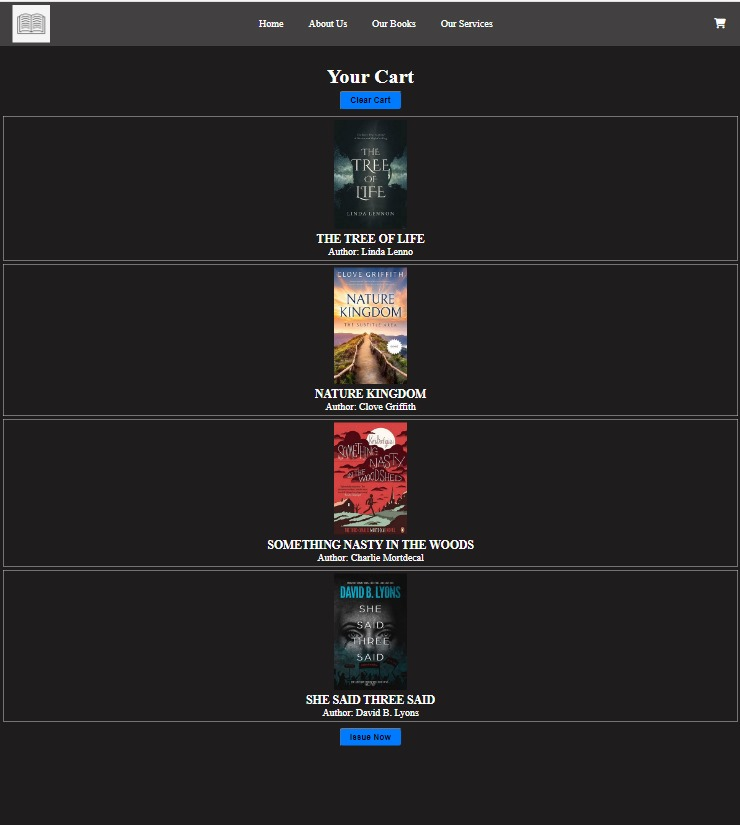 Home About Us Our Books Our Services
Your Cart
Clear Cart
THE
TREE
OF
LIFE
LINDA LENNON
THE TREE OF LIFE
Author: Linda Lenno
CLOVE GRIFFITH
NATURE
KINGDOM
THE SUBTITLE AREA
NATURE KINGDOM
Author: Clove Griffith
SOMETHING
NASTY
IN THE
WOODSHED
SOMETHING NASTY IN THE WOODS
Author: Charlie Mortdecal
DAVID B. LYONS
SHE
SAID
THREE
SAID
SHE SAID THREE SAID
Author: David B. Lyons
Issue Now